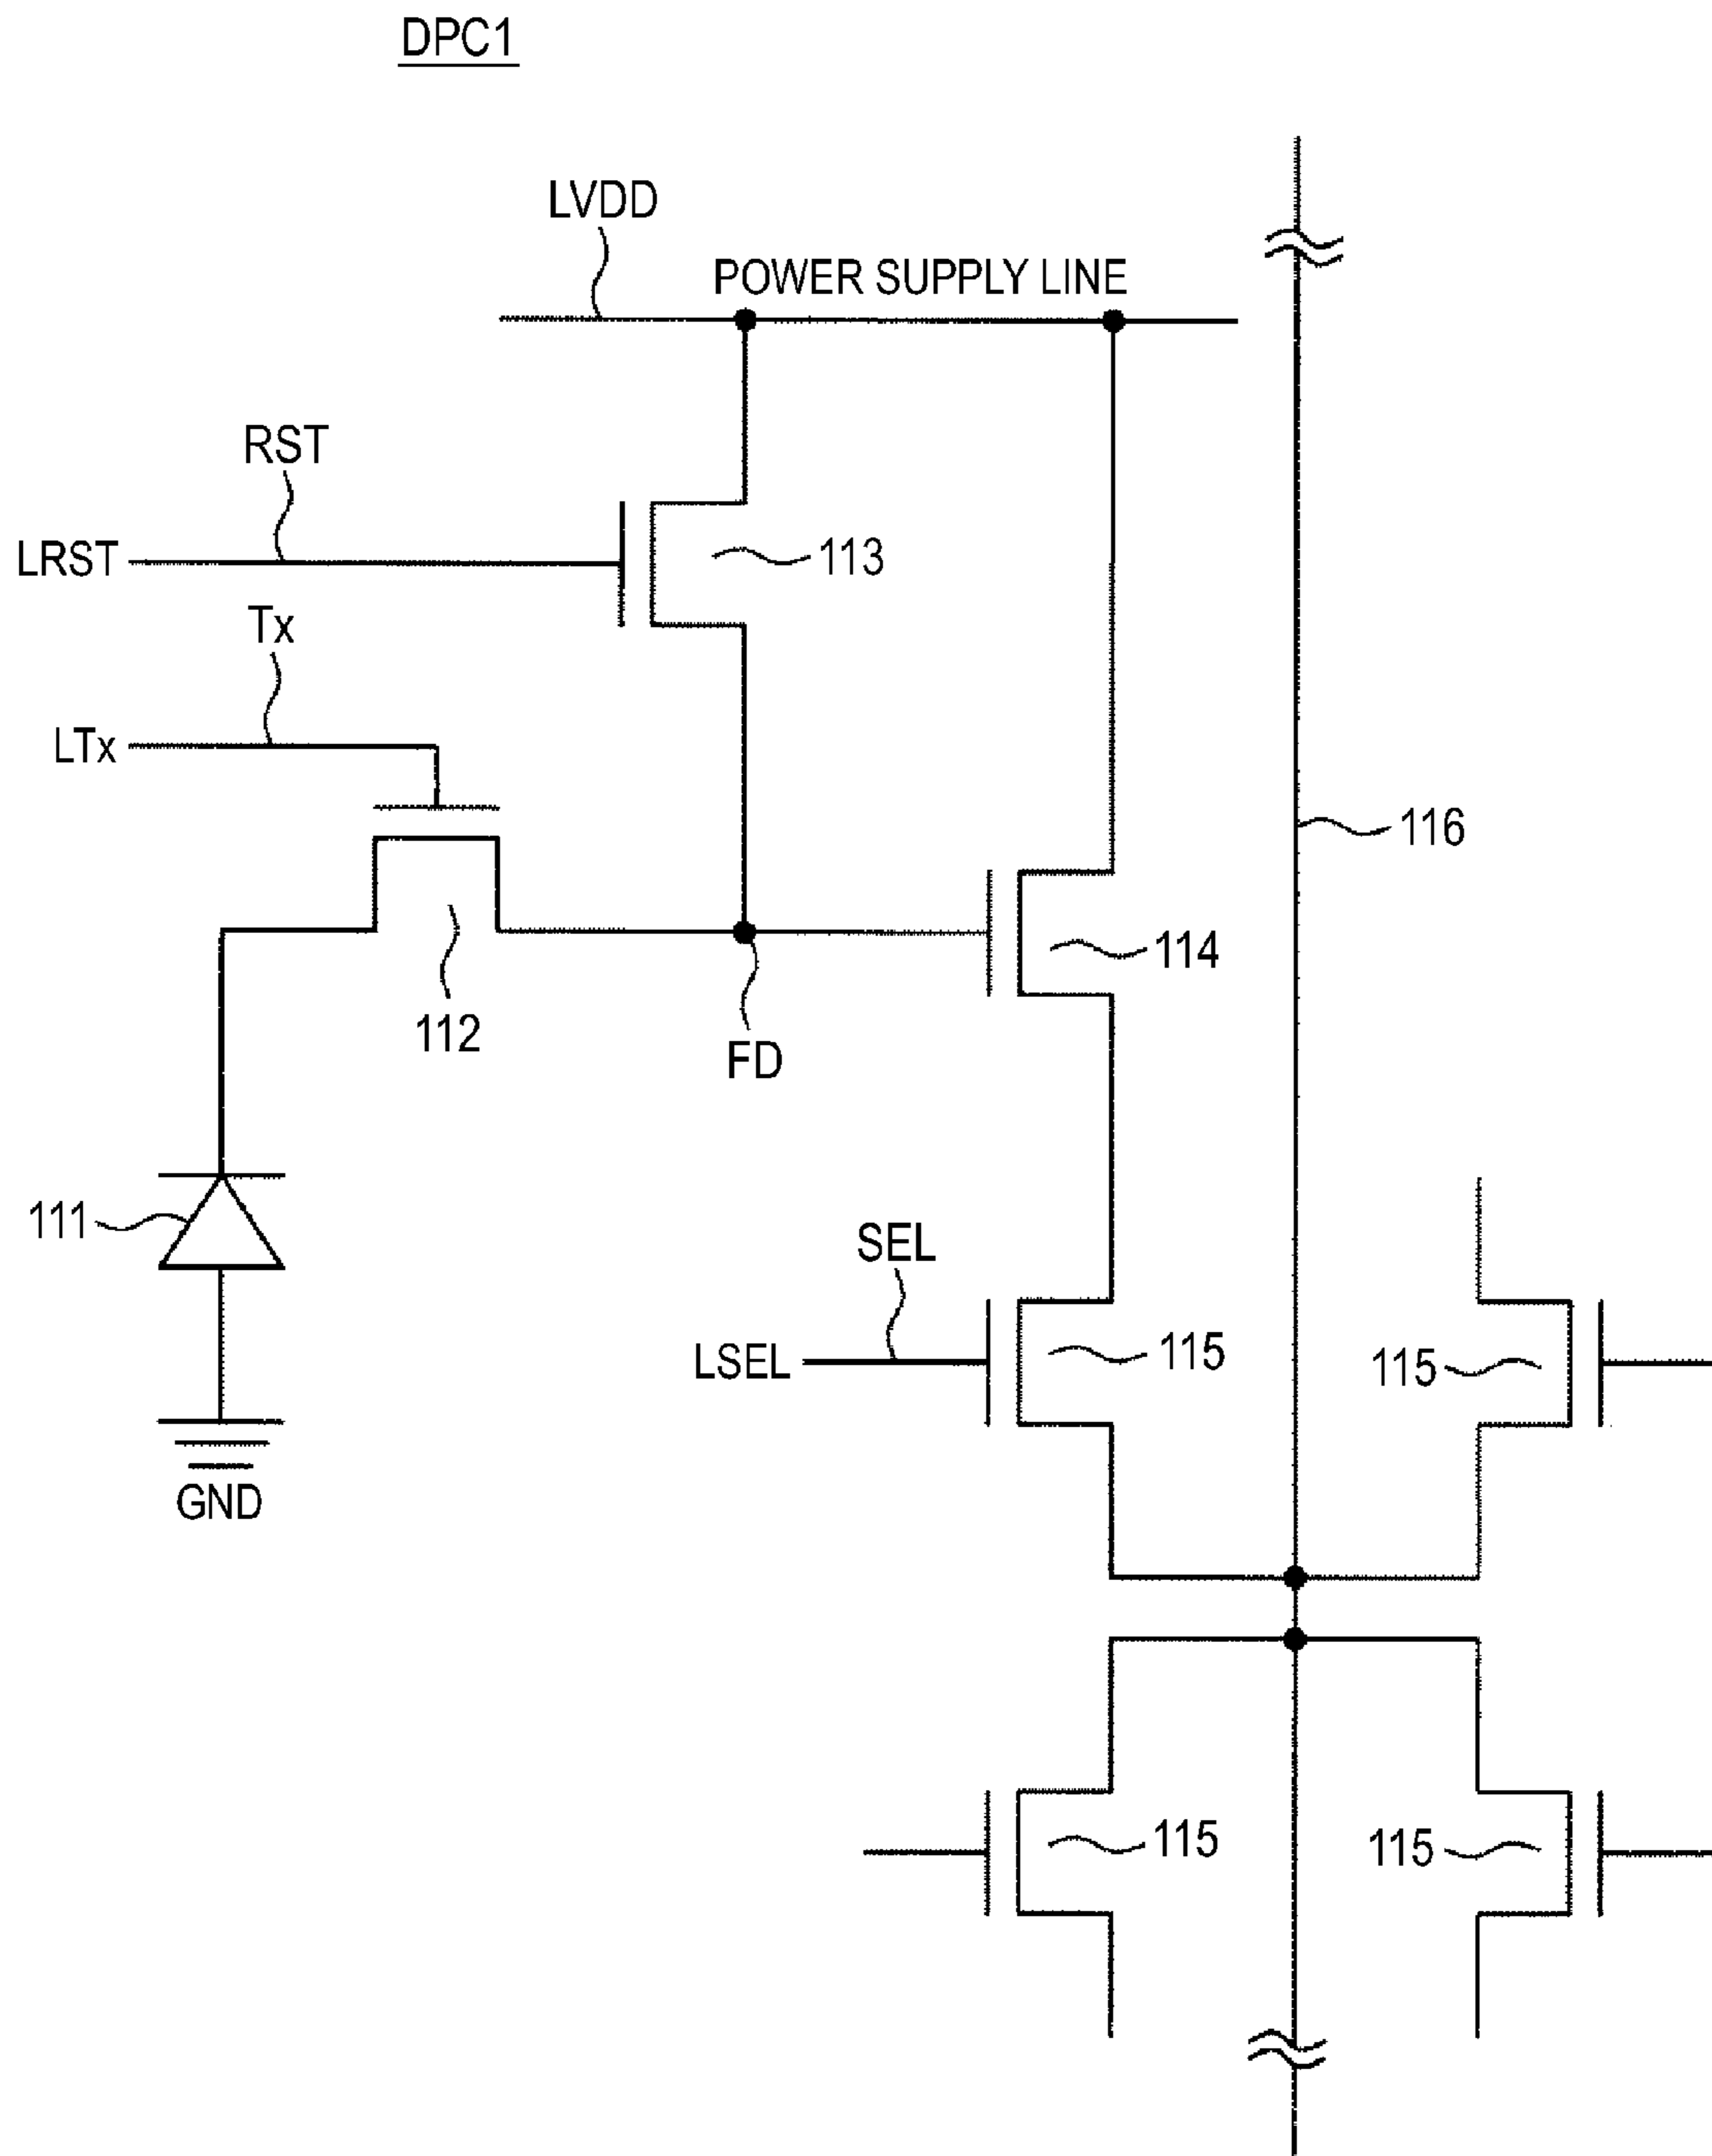 DPC1
LVDD
POWER SUPPLY LINE
RST
LRST
113
Tx
LTx
116
114
112
FD
111
SEL
LSEL
115
115
GND
115
115